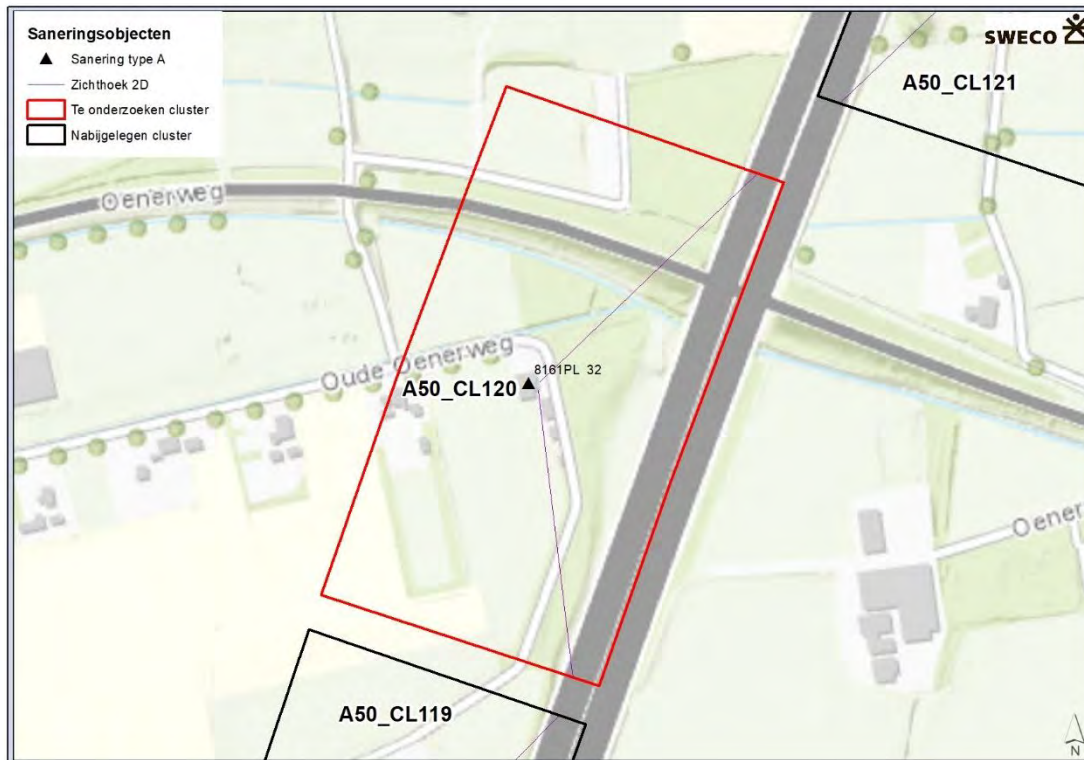 Saneringsobjecten
Sanering type A
Zichthoek 2D
Te onderzoeken cluster
Nabijgelegen cluster
SWECO
A50_CL121
Oenerweg
Oude Oenerweg
8161PL 32
A50_CL120
Oener
A50_CL119
N